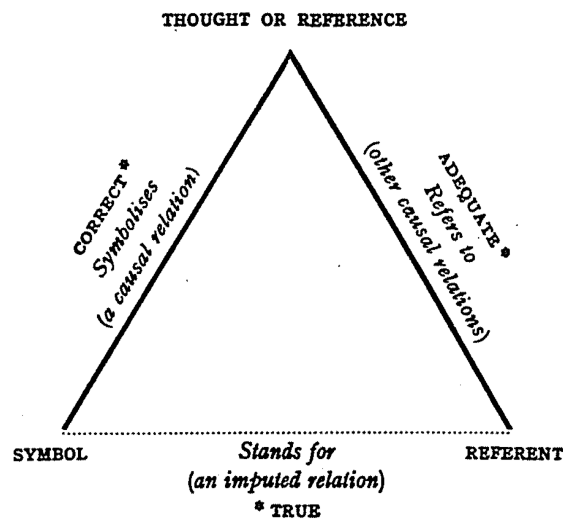 THOUGHT OR REFERENCE
CORRECT*
Symbolises
(a causal relation)
ADEQUATE*
Refers to
(other causal relations)
SYMBOL
Stands for
(an imputed relation)
* TRUE
REFERENT